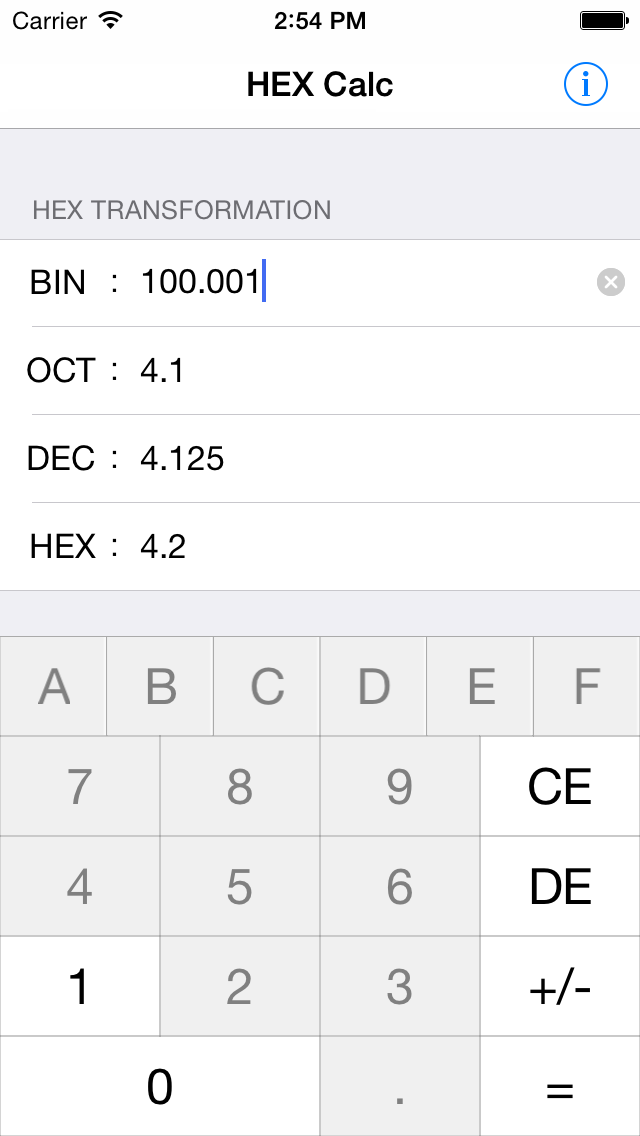 Carrier 2:54 PM
HEX Calc i
HEX TRANSFORMATION
BIN : 100.001
OCT : 4.1
DEC : 4.125
HEX : 4.2
A B C D E F
7 8 9 CE
4 5 6 DE
1 2 3 +/-
0 . =